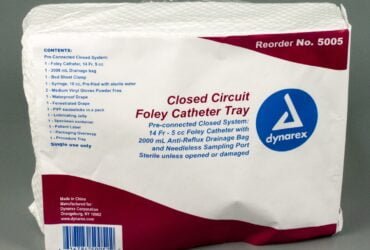 Reorder No. 5005
CONTENTS:
Pre-Connected Closed System:
1 - Foley Catheter, 14 Fr, 5 cc
1 - 2000 mL Drainage bag
1 - Bed Sheet Clamp
1 - Syringe, 10 cc, Pre-filled with sterile water
2 - Medium Vinyl Gloves Powder Free
1 - Waterproof Drape
1 - Fenestrated Drape
1 - Lubricating Jelly
1 - Specimen container
1 - Patient Label
1 - Packaging Overwrap
1 - Procedure Tray
Single use only
Closed Circuit
Foley Catheter Tray
Pre-connected Closed System:
14 Fr - 5 cc Foley Catheter with
2000 mL Anti-Reflux Drainage Bag
and Needleless Sampling Port
Sterile unless opened or damaged
dynarex
Made in China
Manufactured for:
Dynarex Corporation
Orangeburg, NY 10962
www.dynarex.com